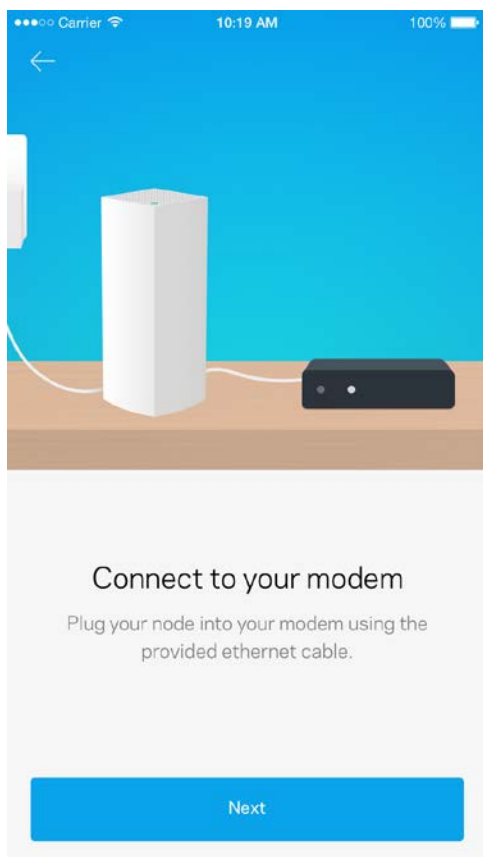 Carrier 10:19 AM 100%
Connect to your modem
Plug your node into your modem using the
provided ethernet cable.
Next